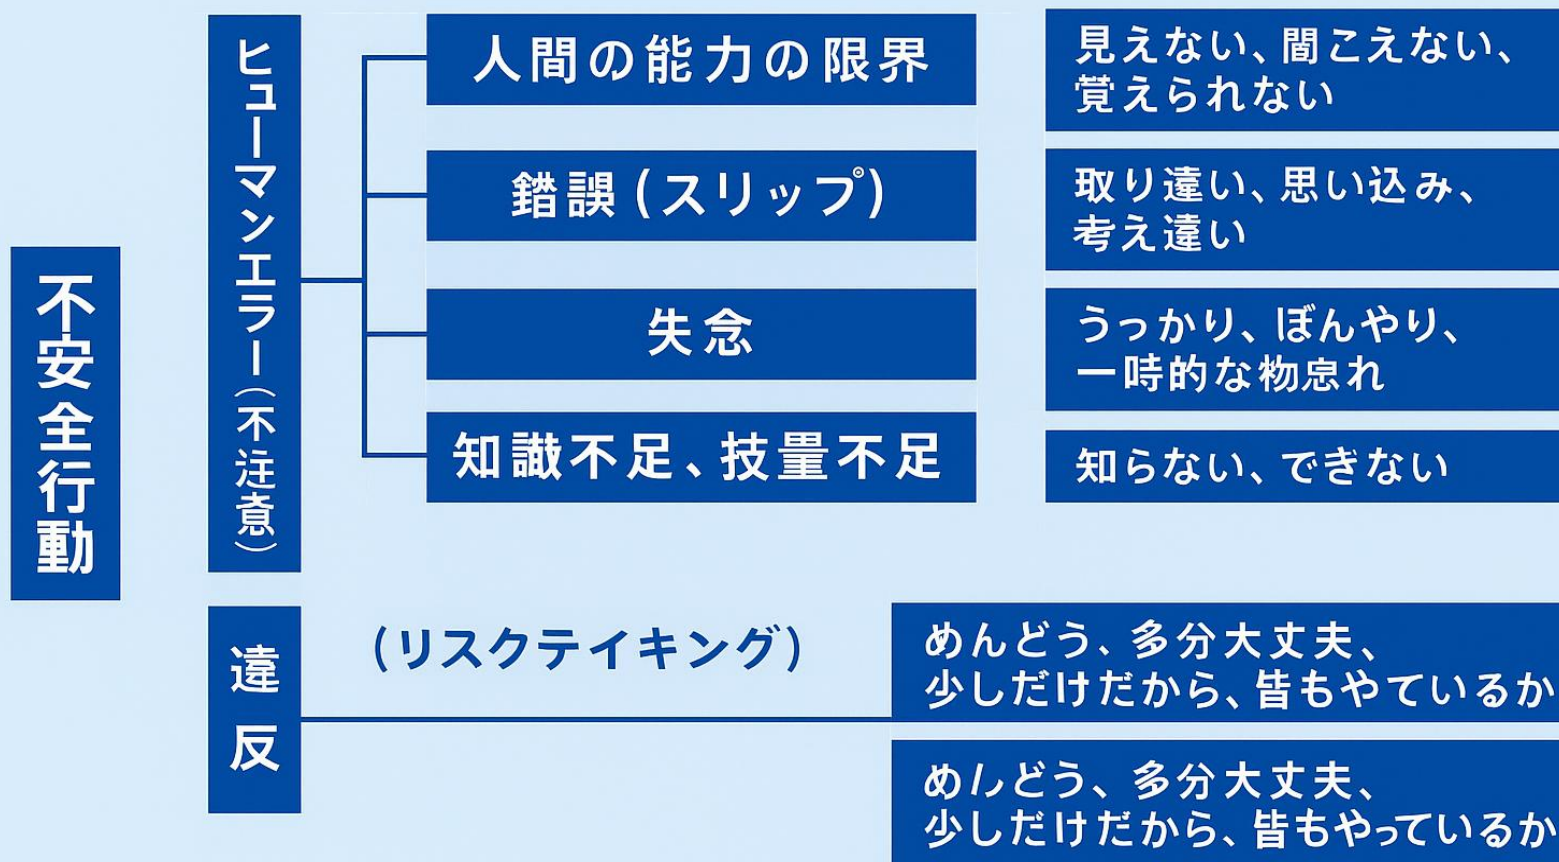 不安全行動
ヒューマンエラー(不注意)
人間の能力の限界
見えない、聞こえない、
覚えられない
錯誤(スリップ)
取り違い、思い込み、
考え違い
失念
うっかり、ぼんやり、
一時的な物忘れ
知識不足、技量不足
知らない、できない
違反
(リスクテイキング)
めんどう、多分大丈夫、
少しだけだから、皆もやているか
めんどう、多分大丈夫、
少しだけだから、皆もやっているか